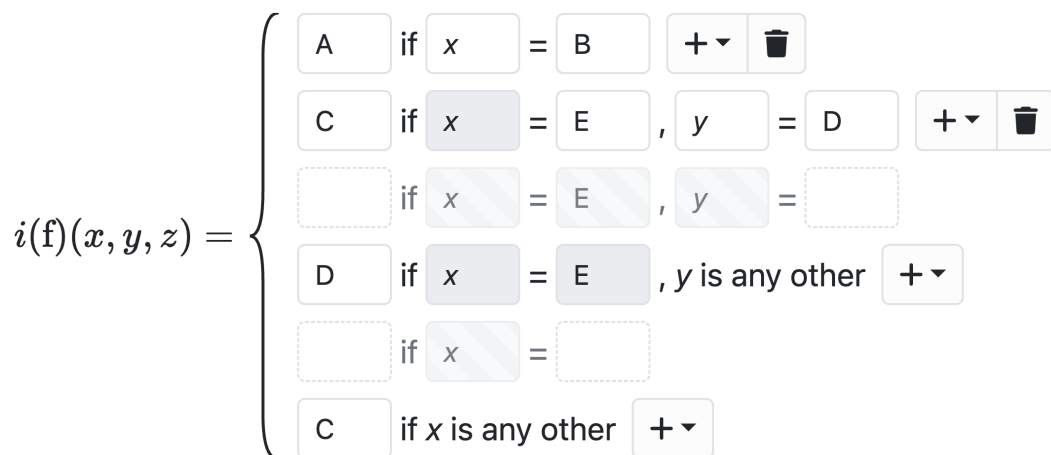 A if x = B +
C if x = E , y = D +
if x = E , y =
i(f)(x, y, z) =
D if x = E , y is any other +
if x =
C if x is any other +